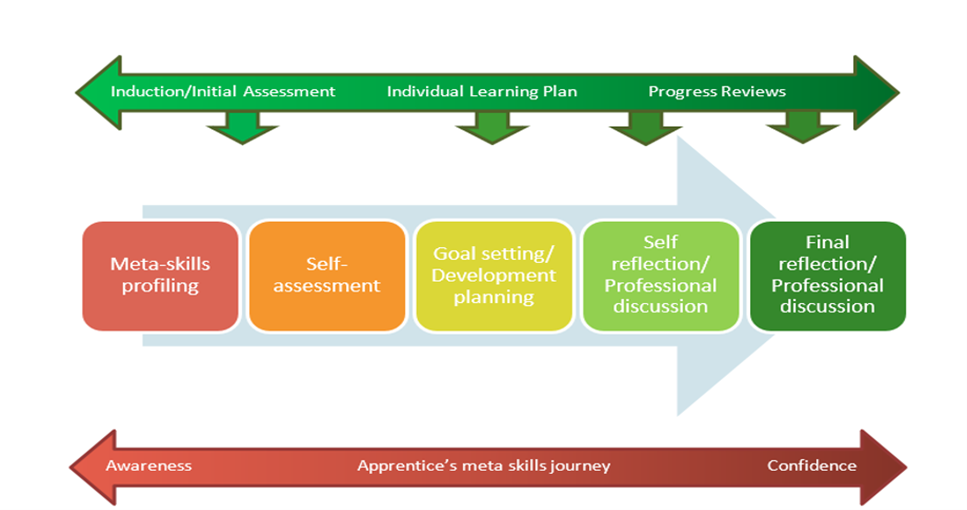 Induction/Initial Assessment
Individual Learning Plan
Progress Reviews
Meta-skills
profiling
Self-
assessment
Goal setting/
Development
planning
Self
reflection/
Professional
discussion
Final
reflection/
Professional
discussion
Awareness
Apprentice's meta skills journey
Confidence